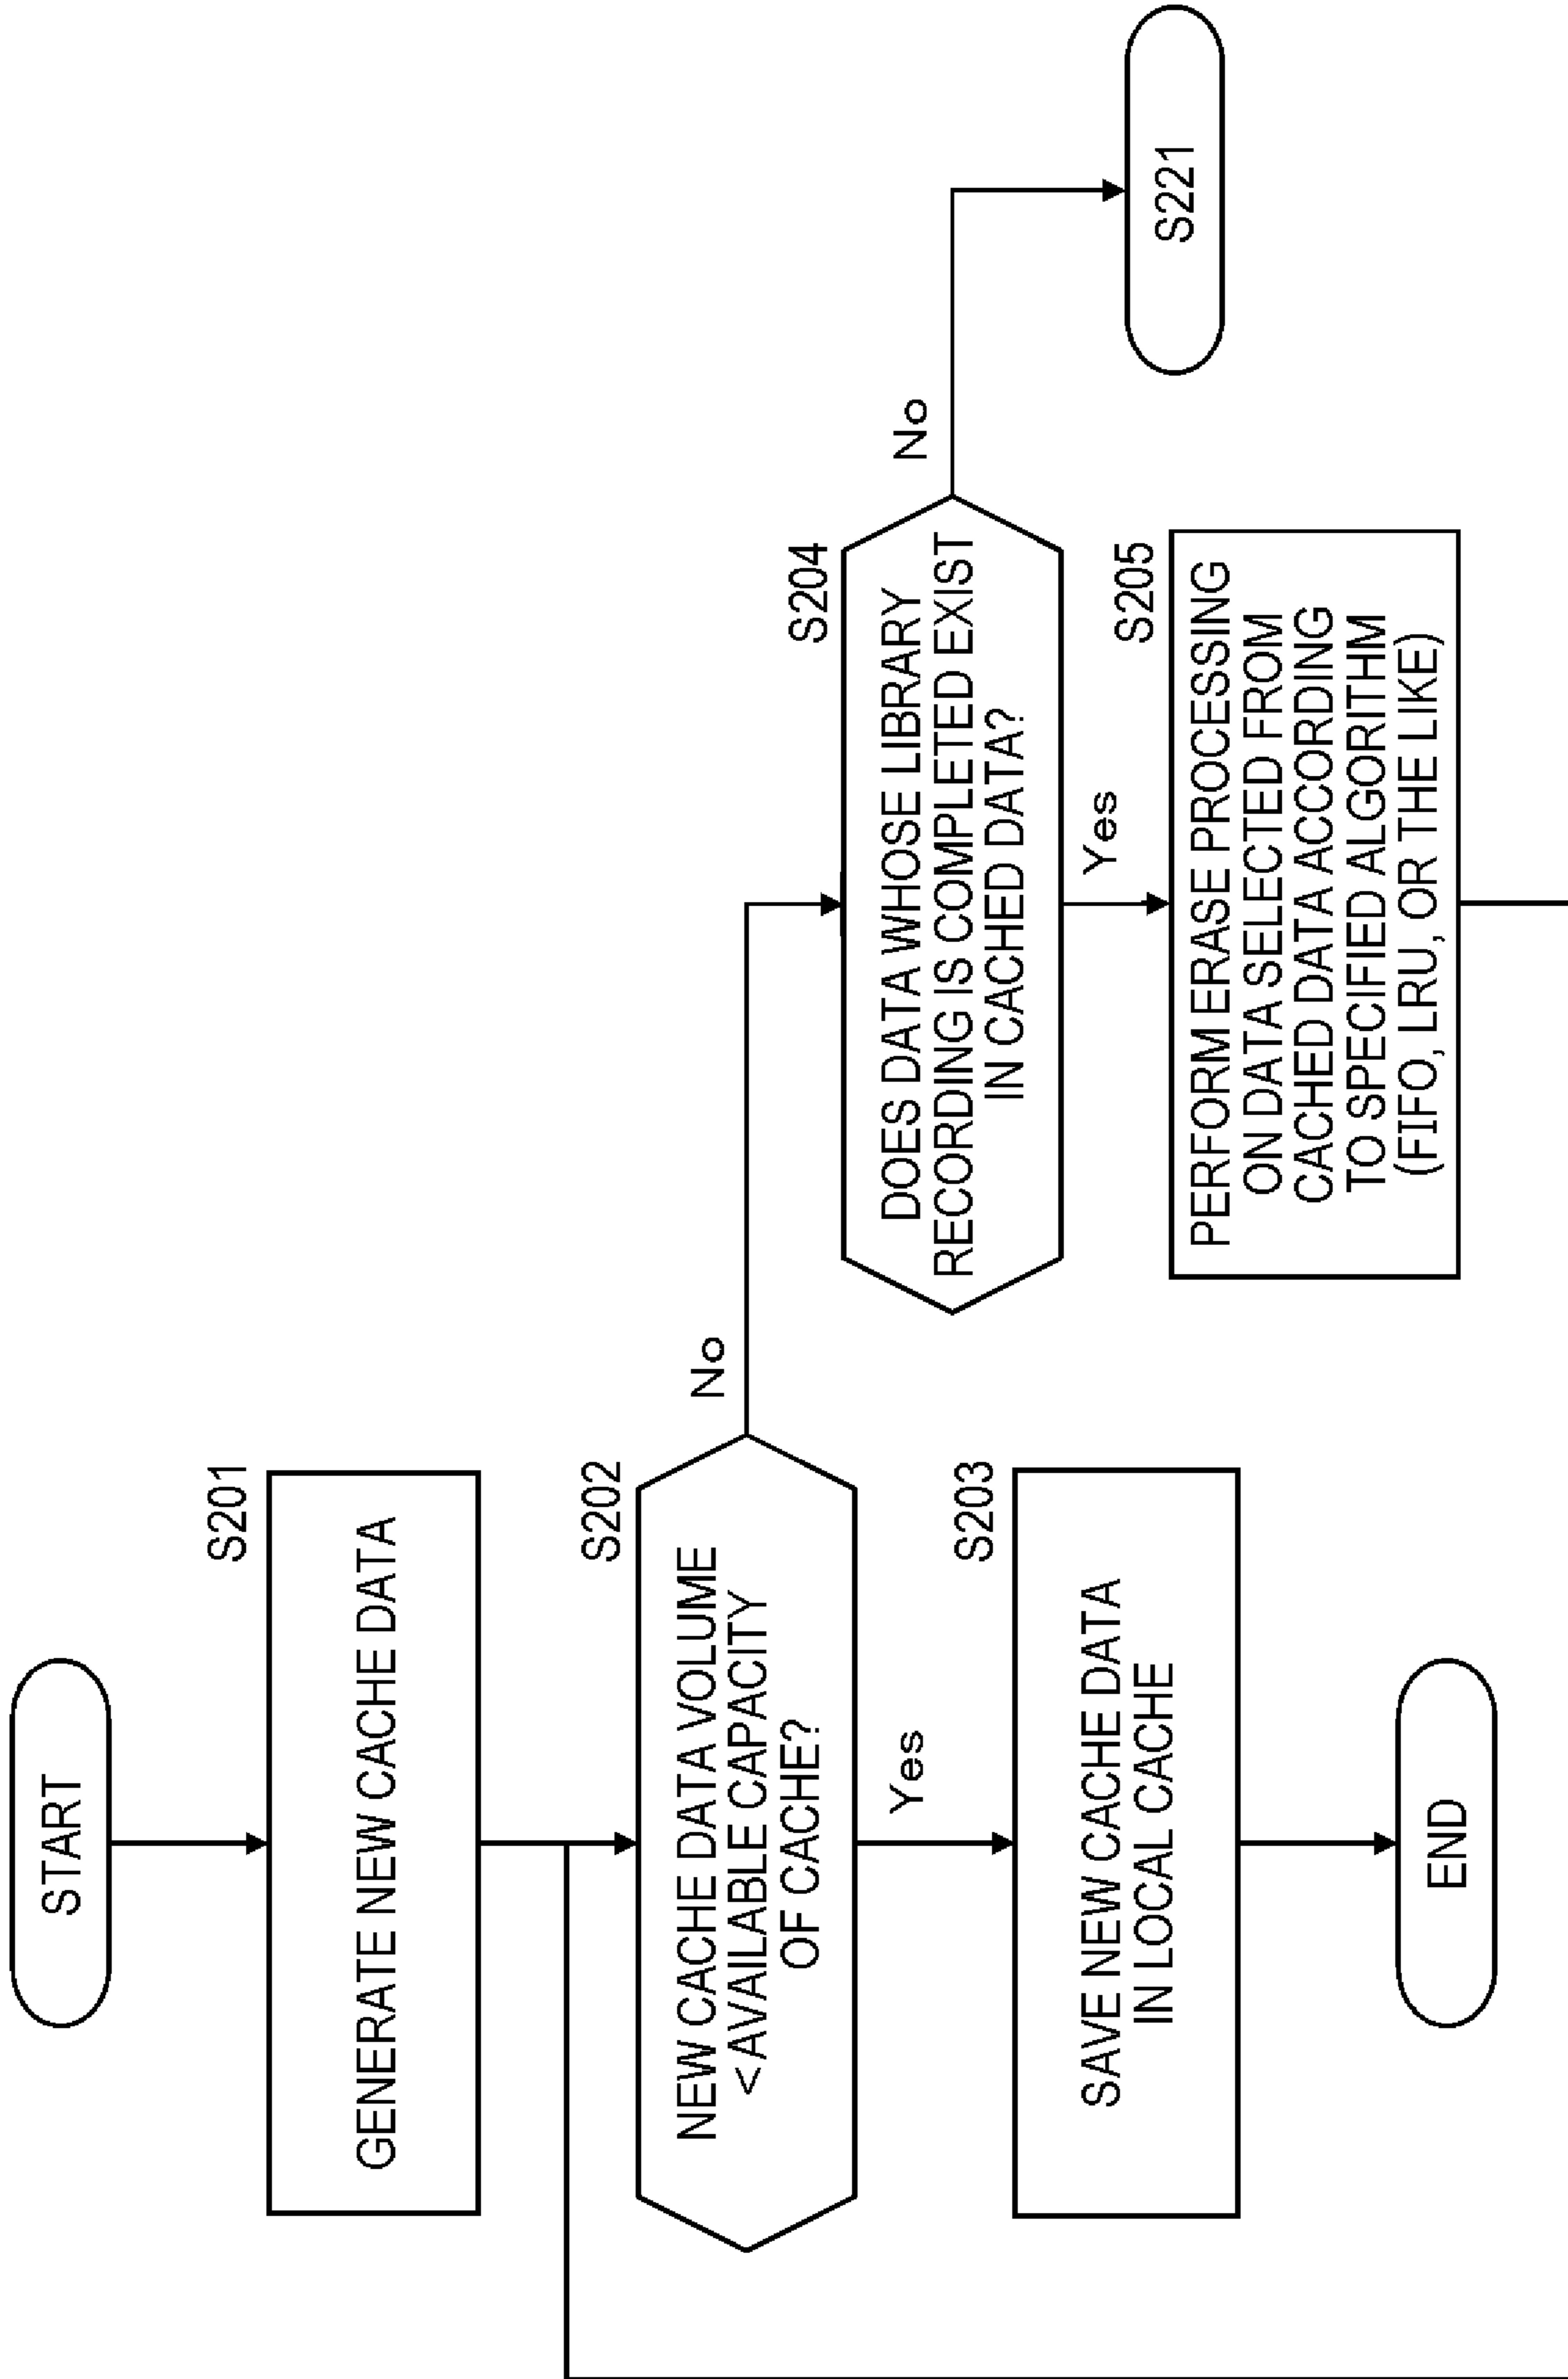 START
S201
GENERATE NEW CACHE DATA
S202
NEW CACHE DATA VOLUME
<AVAILABLE CAPACITY
OF CACHE?
No
Yes
S203
SAVE NEW CACHE DATA
IN LOCAL CACHE
END
S204
DOES DATA WHOSE LIBRARY
RECORDING IS COMPLETED EXIST
IN CACHED DATA?
No
Yes
S221
S205
PERFORM ERASE PROCESSING
ON DATA SELECTED FROM
CACHED DATA ACCORDING
TO SPECIFIED ALGORITHM
(FIFO, LRU, OR THE LIKE)